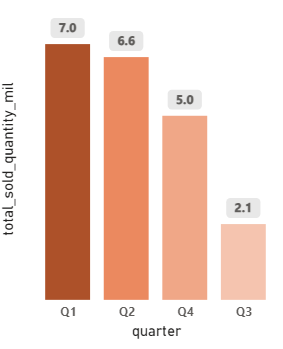 total_sold_quantity_mil
7.0
6.6
5.0
2.1
Q1 Q2 Q4 Q3
quarter